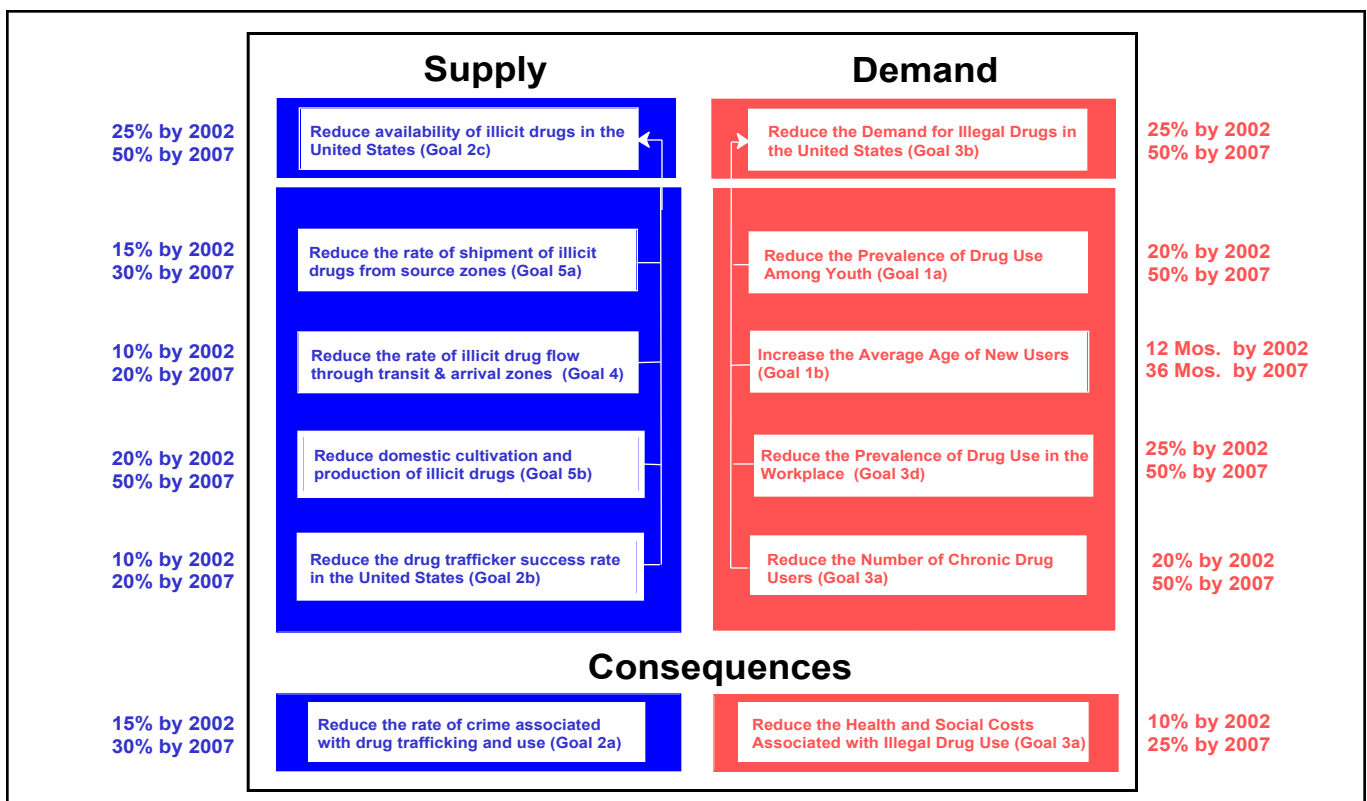 Supply
Demand
25% by 2002
50% by 2007
Reduce availability of illicit drugs in the
United States (Goal 2c)
Reduce the Demand for Illegal Drugs in
the United States (Goal 3b)
25% by 2002
50% by 2007
15% by 2002
30% by 2007
Reduce the rate of shipment of illicit
drugs from source zones (Goal 5a)
Reduce the Prevalence of Drug Use
Among Youth (Goal 1a)
20% by 2002
50% by 2007
10% by 2002
20% by 2007
Reduce the rate of illicit drug flow
through transit & arrival zones (Goal 4)
Increase the Average Age of New Users
(Goal 1b)
12 Mos. by 2002
36 Mos. by 2007
20% by 2002
50% by 2007
Reduce domestic cultivation and
production of illicit drugs (Goal 5b)
Reduce the Prevalence of Drug Use in the
Workplace (Goal 3d)
25% by 2002
50% by 2007
10% by 2002
20% by 2007
Reduce the drug trafficker success rate
in the United States (Goal 2b)
Reduce the Number of Chronic Drug
Users (Goal 3a)
20% by 2002
50% by 2007
Consequences
15% by 2002
30% by 2007
Reduce the rate of crime associated
with drug trafficking and use (Goal 2a)
Reduce the Health and Social Costs
Associated with Illegal Drug Use (Goal 3a)
10% by 2002
25% by 2007